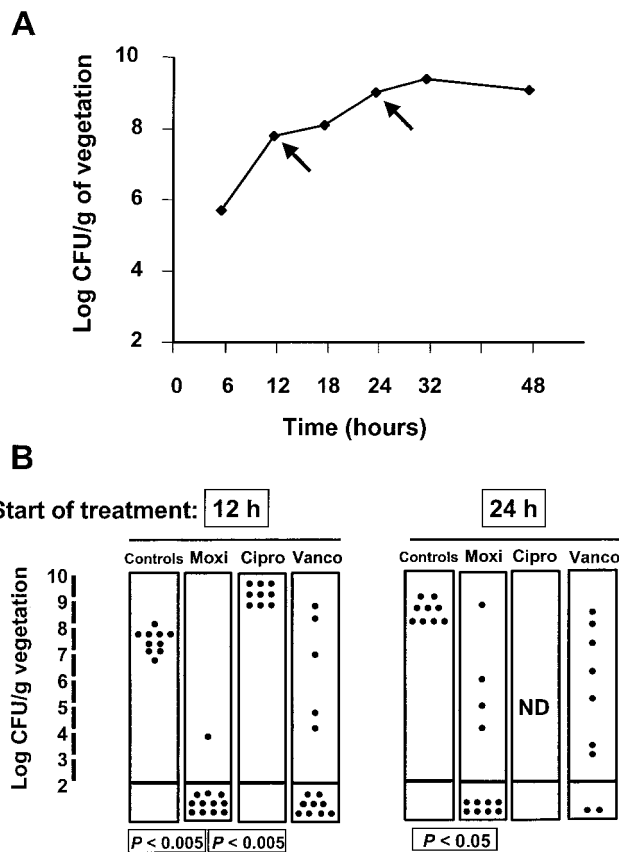 A
Log CFU/g of vegetation
10
8
6
4
2
0 6 12 18 24 32 48
Time (hours)
B
Start of treatment: 12 h 24 h
Controls Moxi Cipro Vanco Controls Moxi Cipro Vanco
Log CFU/g vegetation
10
9
8
7
6
5
4
3
2
ND
P < 0.005 P < 0.005 P < 0.05